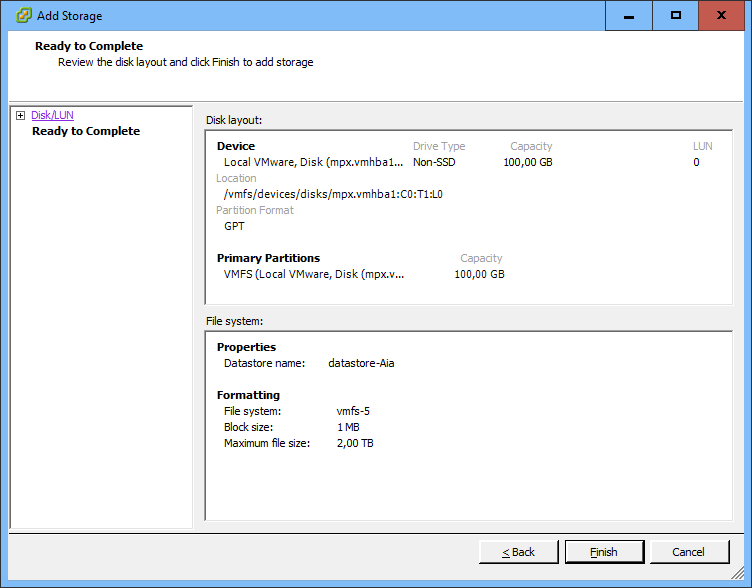 Add Storage
Ready to Complete
Review the disk layout and click Finish to add storage
Disk/LUN
Ready to Complete
Disk layout:
Device Drive Type Capacity LUN
Local VMware, Disk (mpx.vmhba1... Non-SSD 100,00 GB 0
Location
/vmfs/devices/disks/mpx.vmhba1:C0:T1:L0
Partition Format
GPT
Primary Partitions Capacity
VMFS (Local VMware, Disk (mpx.v... 100,00 GB
File system:
Properties
Datastore name: datastore-Aia
Formatting
File system: vmfs-5
Block size: 1 MB
Maximum file size: 2,00 TB
< Back Finish Cancel